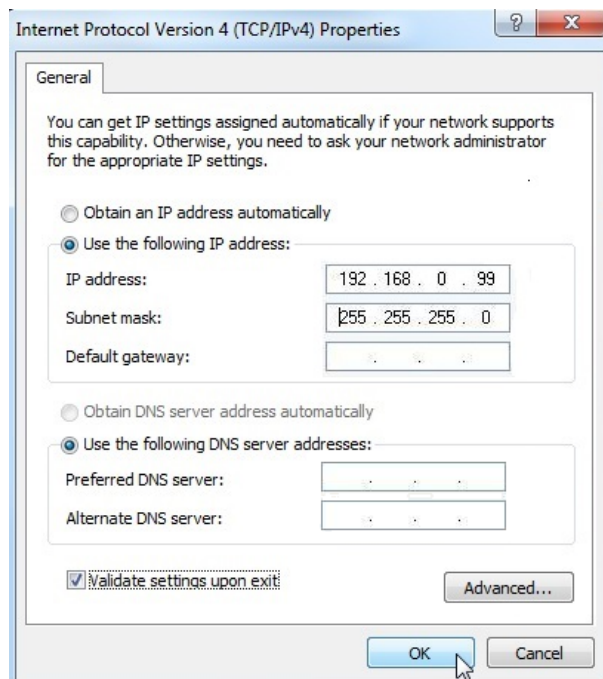 Internet Protocol Version 4 (TCP/IPv4) Properties
?
X
General
You can get IP settings assigned automatically if your network supports
this capability. Otherwise, you need to ask your network administrator
for the appropriate IP settings.
Obtain an IP address automatically
Use the following IP address:
IP address: 192 . 168 . 0 . 99
Subnet mask: 255 . 255 . 255 . 0
Default gateway: . . .
Obtain DNS server address automatically
Use the following DNS server addresses:
Preferred DNS server: . . .
Alternate DNS server: . . .
Validate settings upon exit
Advanced...
OK Cancel